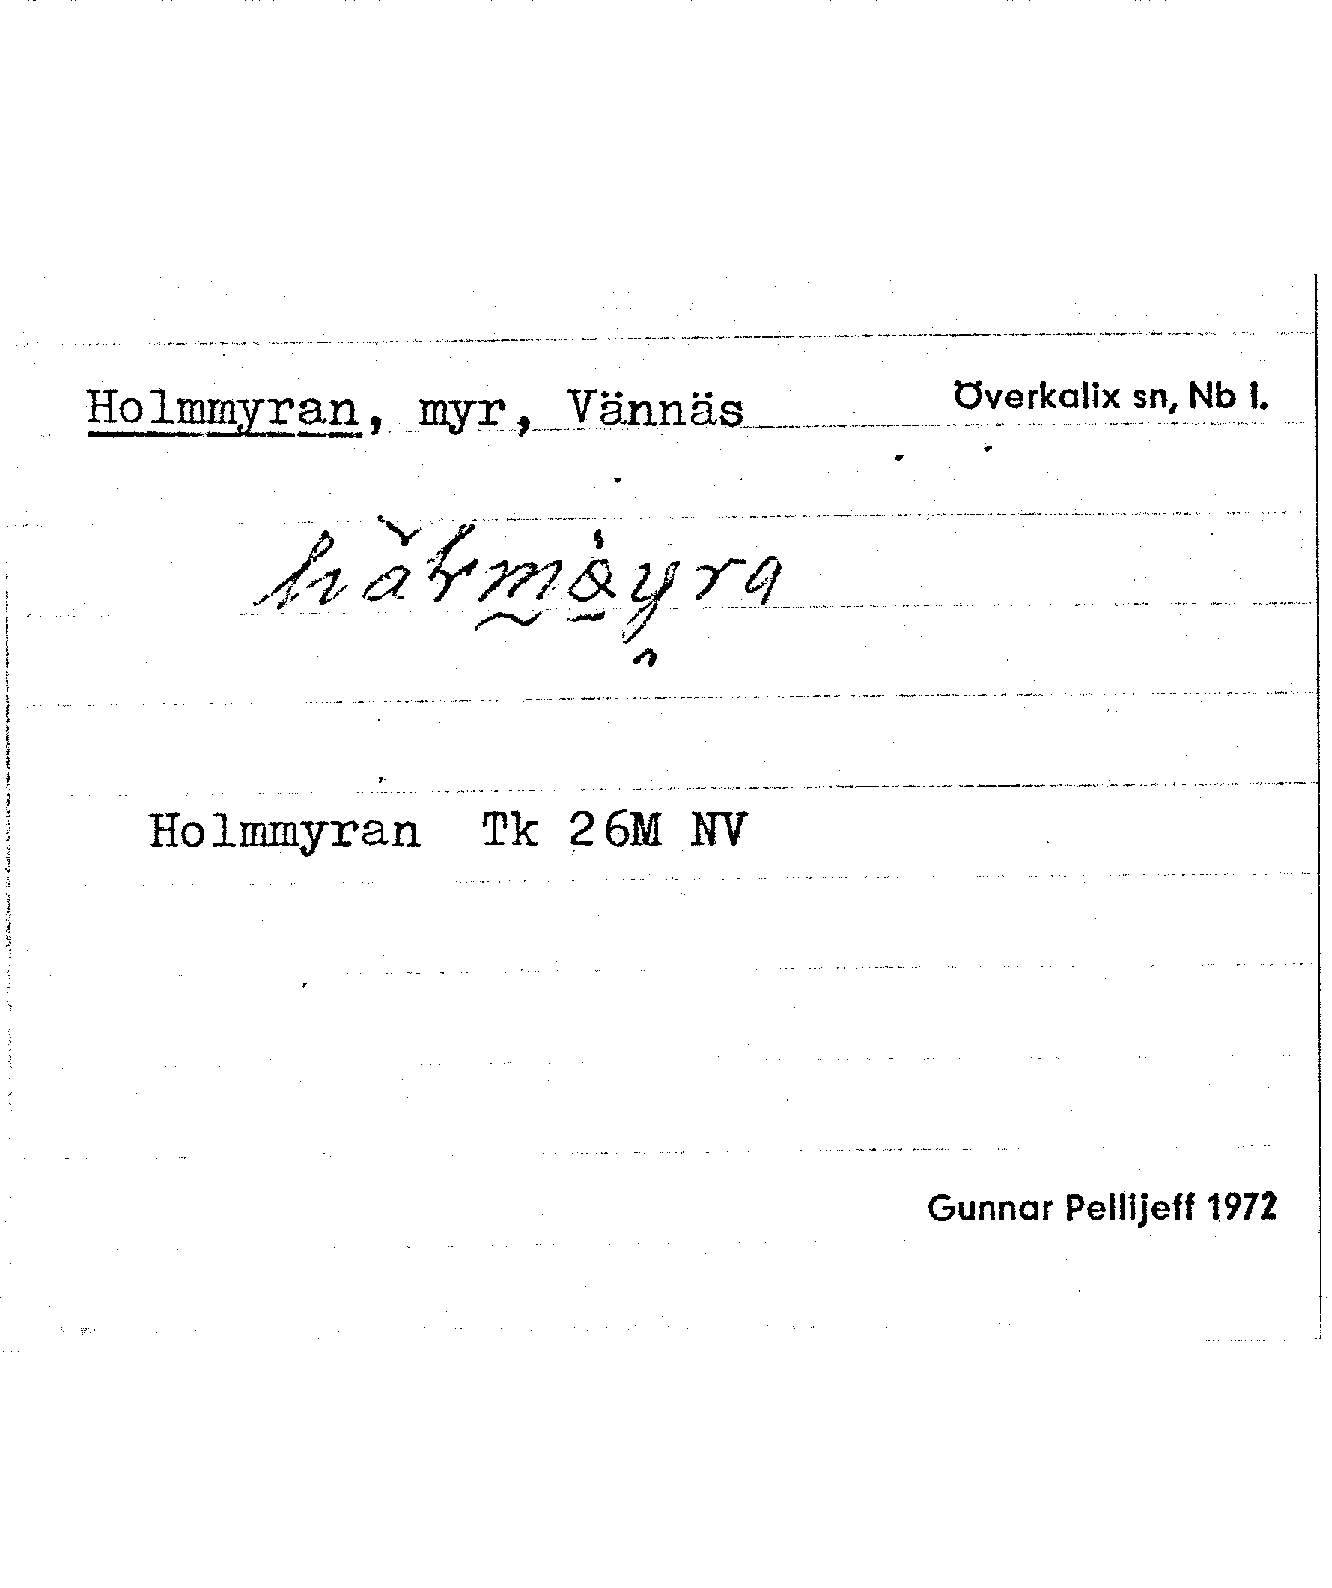 Holmmyran, myr, Vännäs Överkalix sn, Nb l.
Holmmyran Tk 26M NV
Gunnar Pellijeff 1972